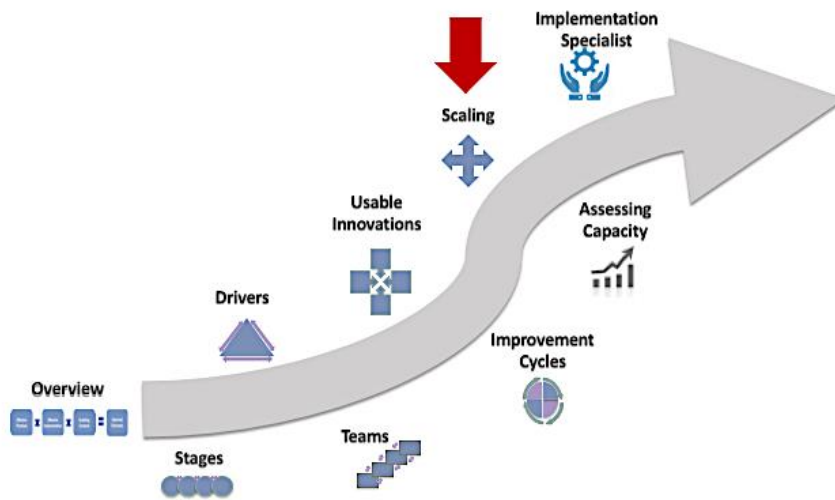 Implementation
Specialist
Scaling
Usable
Innovations
Assessing
Capacity
Drivers
Improvement
Cycles
Overview
Teams
Stages